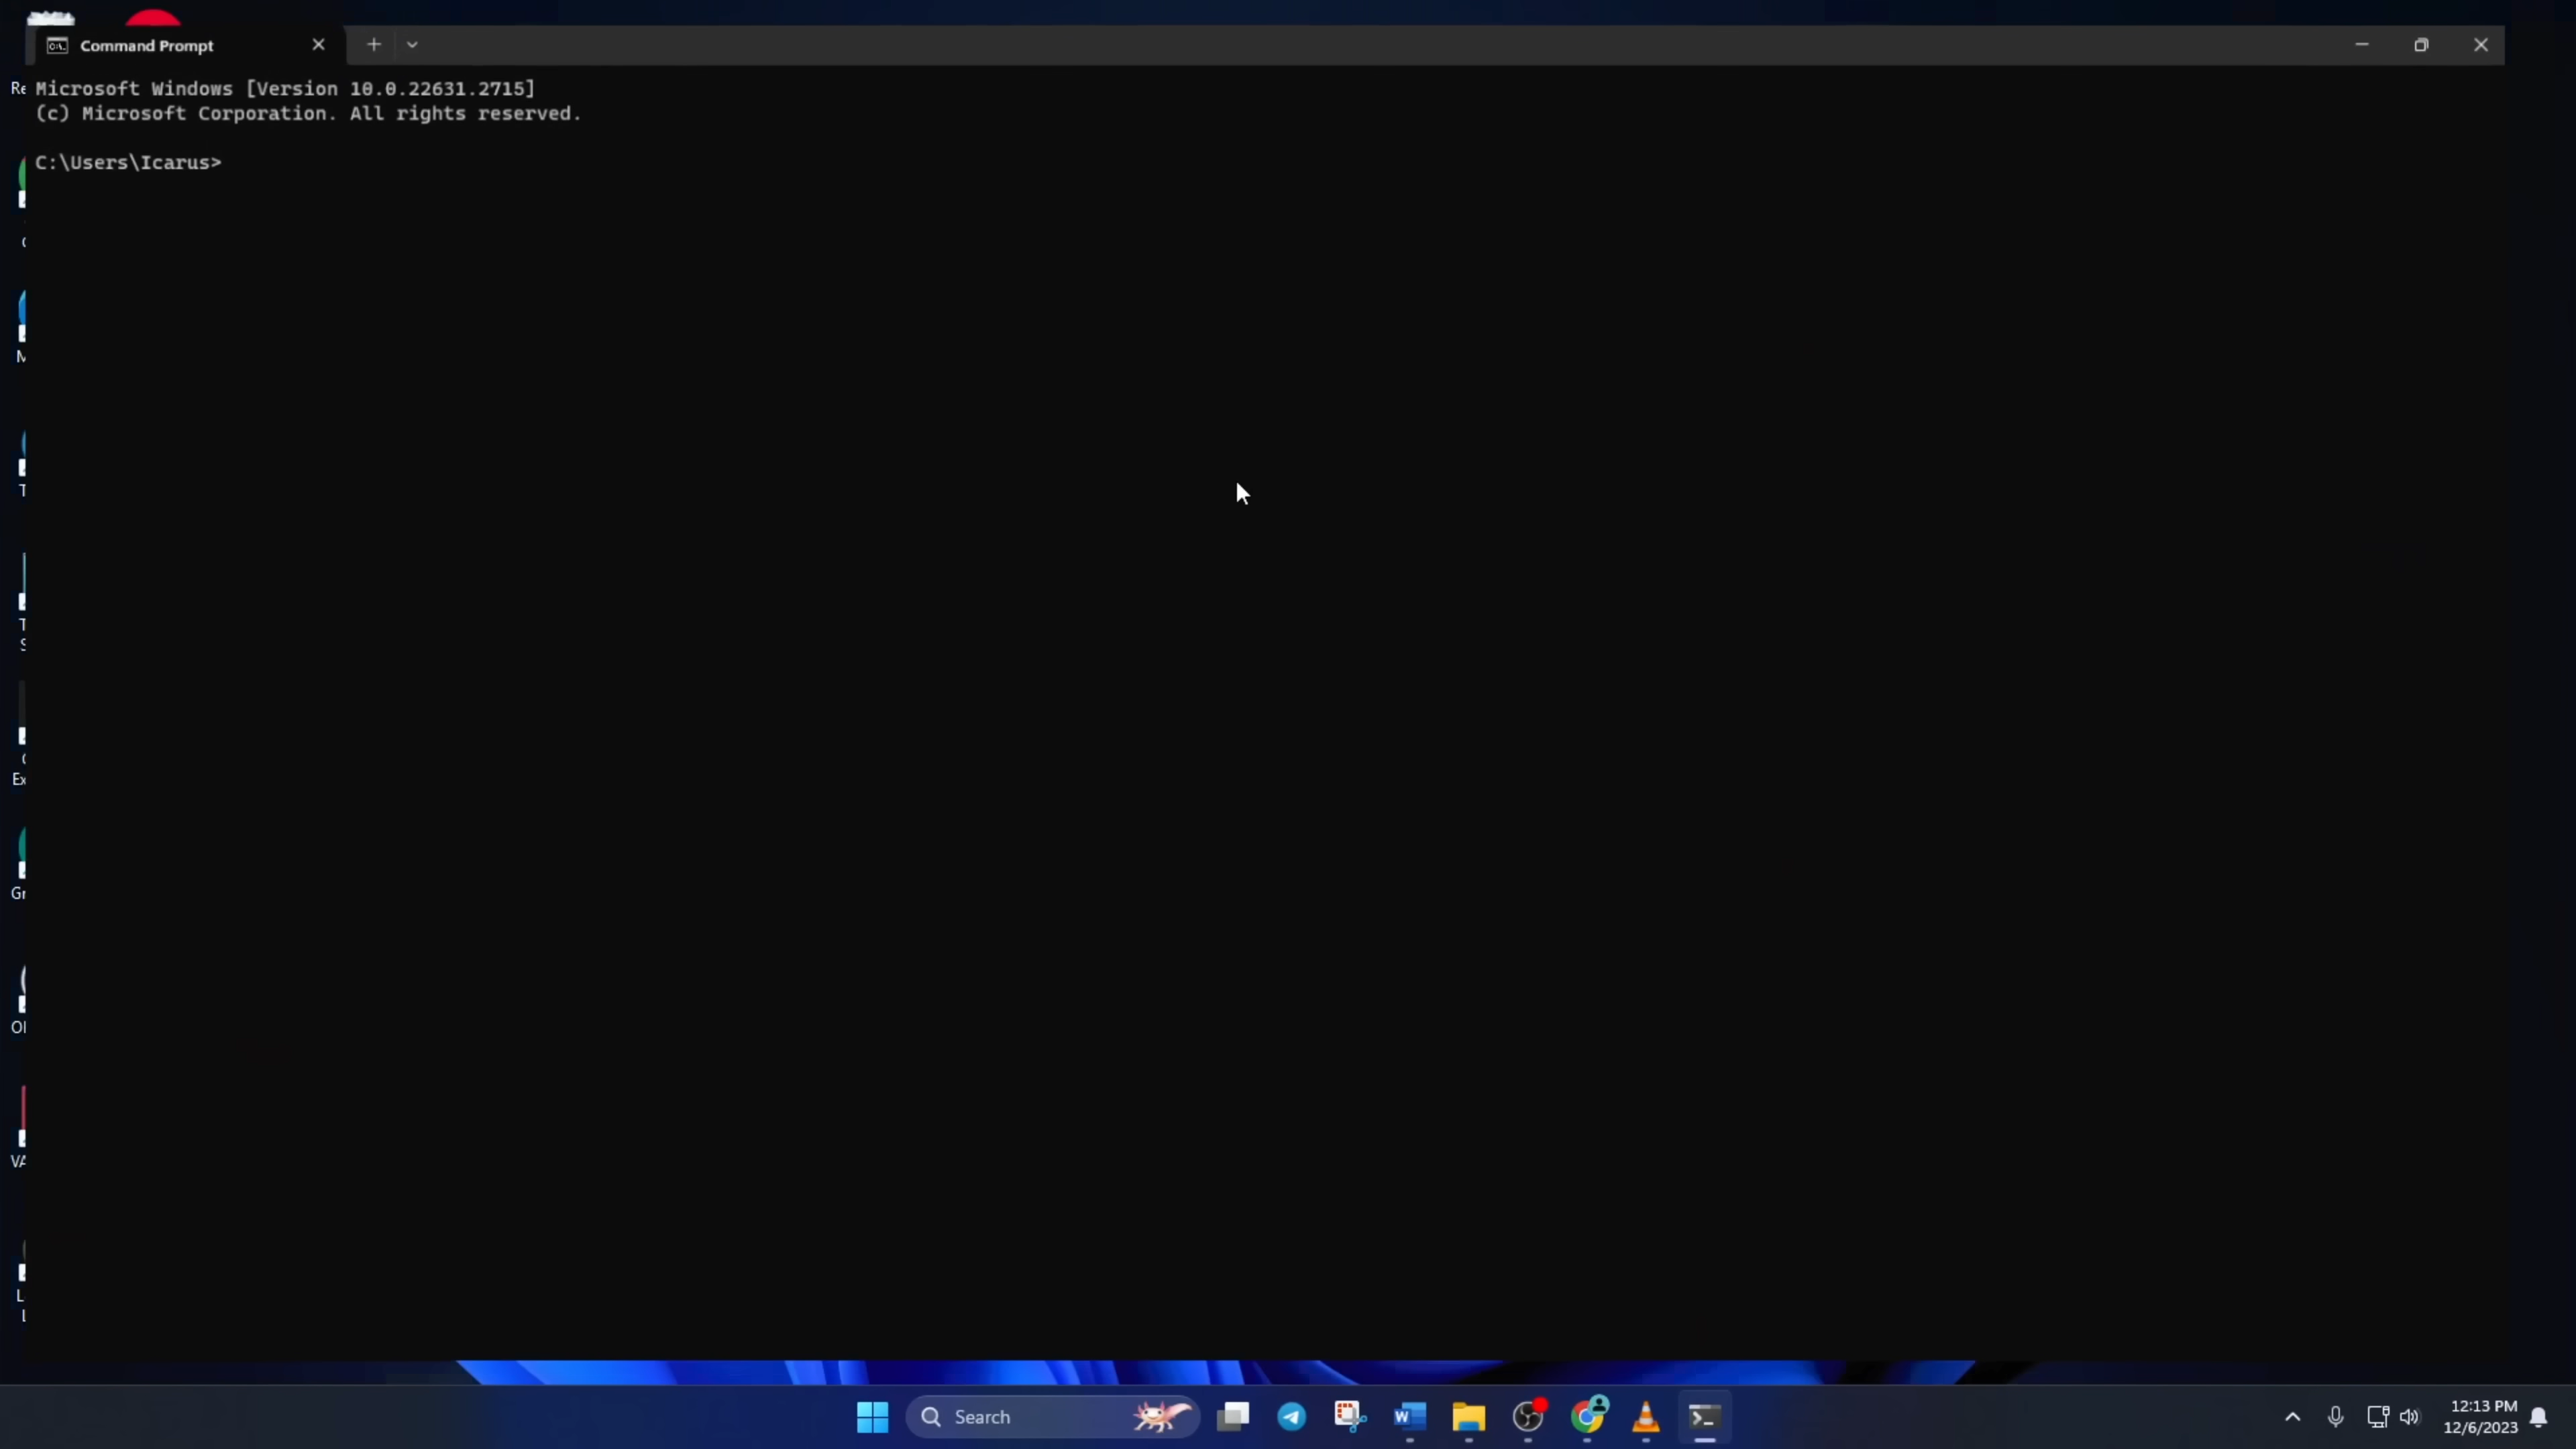 Command Prompt
Microsoft Windows [Version 10.0.22631.2715]
(c) Microsoft Corporation. All rights reserved.
C:\Users\Icarus>
Search
12:13 PM
12/6/2023